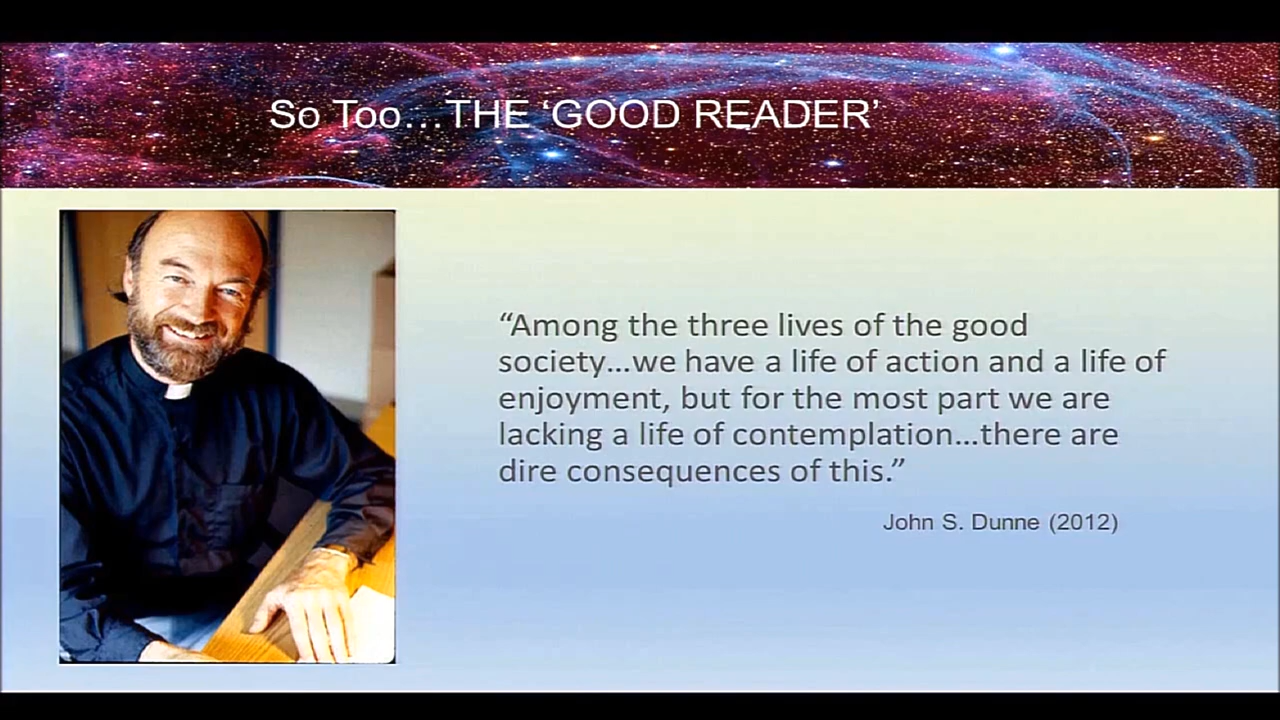 So Too…THE ‘GOOD READER’
“Among the three lives of the good
society…we have a life of action and a life of
enjoyment, but for the most part we are
lacking a life of contemplation…there are
dire consequences of this.”
John S. Dunne (2012)